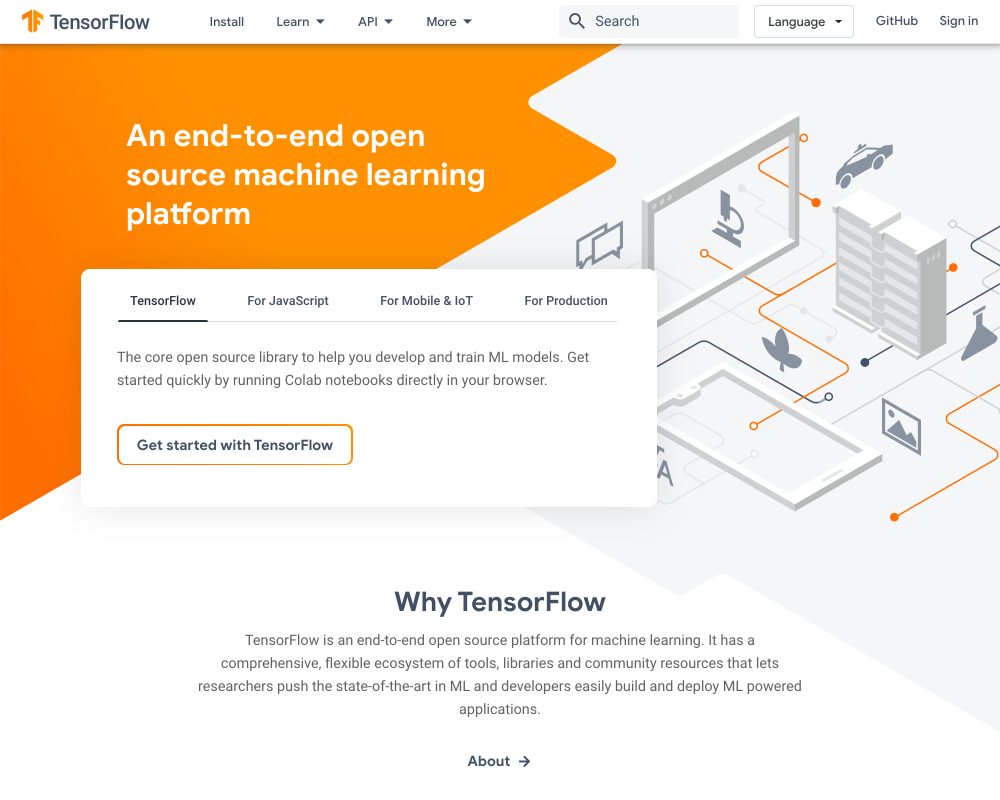 TensorFlow
Install
Learn
API
More
Search
Language
GitHub
Sign in
An end-to-end open
source machine learning
platform
TensorFlow
For JavaScript
For Mobile & IoT
For Production
The core open source library to help you develop and train ML models. Get
started quickly by running Colab notebooks directly in your browser.
Get started with TensorFlow
A
Why TensorFlow
TensorFlow is an end-to-end open source platform for machine learning. It has a
comprehensive, flexible ecosystem of tools, libraries and community resources that lets
researchers push the state-of-the-art in ML and developers easily build and deploy ML powered
applications.
About